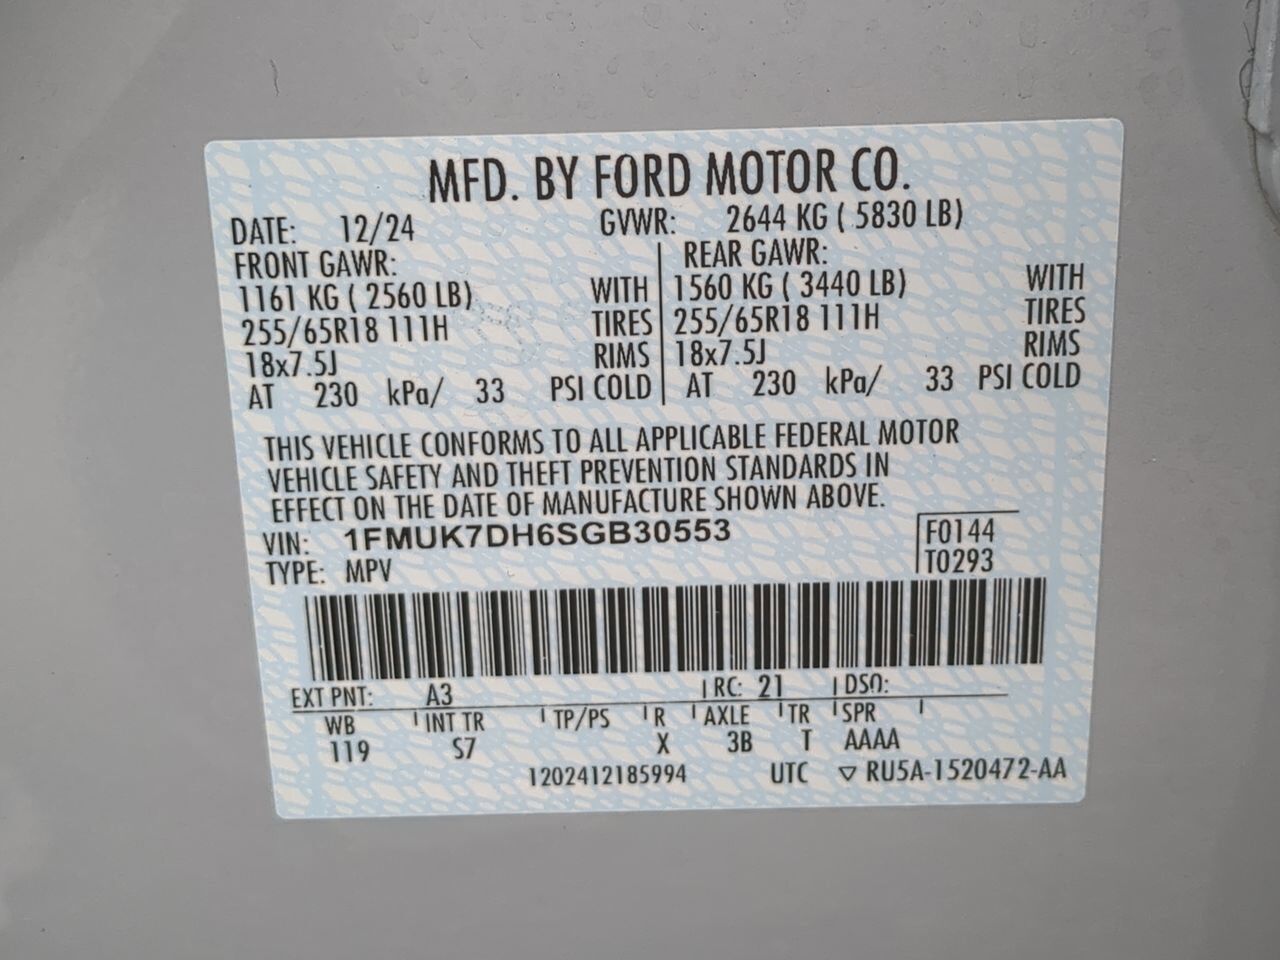 MFD. BY FORD MOTOR CO.
DATE: 12/24 GVWR: 2644 KG ( 5830 LB)
FRONT GAWR: REAR GAWR:
1161 KG ( 2560 LB) WITH 1560 KG ( 3440 LB) WITH
255/65R18 111H TIRES 255/65R18 111H TIRES
18x7.5J RIMS 18x7.5J RIMS
AT 230 kPa/ 33 PSI COLD AT 230 kPa/ 33 PSI COLD
THIS VEHICLE CONFORMS TO ALL APPLICABLE FEDERAL MOTOR
VEHICLE SAFETY AND THEFT PREVENTION STANDARDS IN
EFFECT ON THE DATE OF MANUFACTURE SHOWN ABOVE.
VIN: 1FMUK7DH6SGB30553 F0144
TYPE: MPV T0293
EXT PNT: A3 RC: 21 DSO:
WB INT TR TP/PS R AXLE TR SPR
119 S7 X 3B T AAAA
1202412185994 UTC ▽ RU5A-1520472-AA